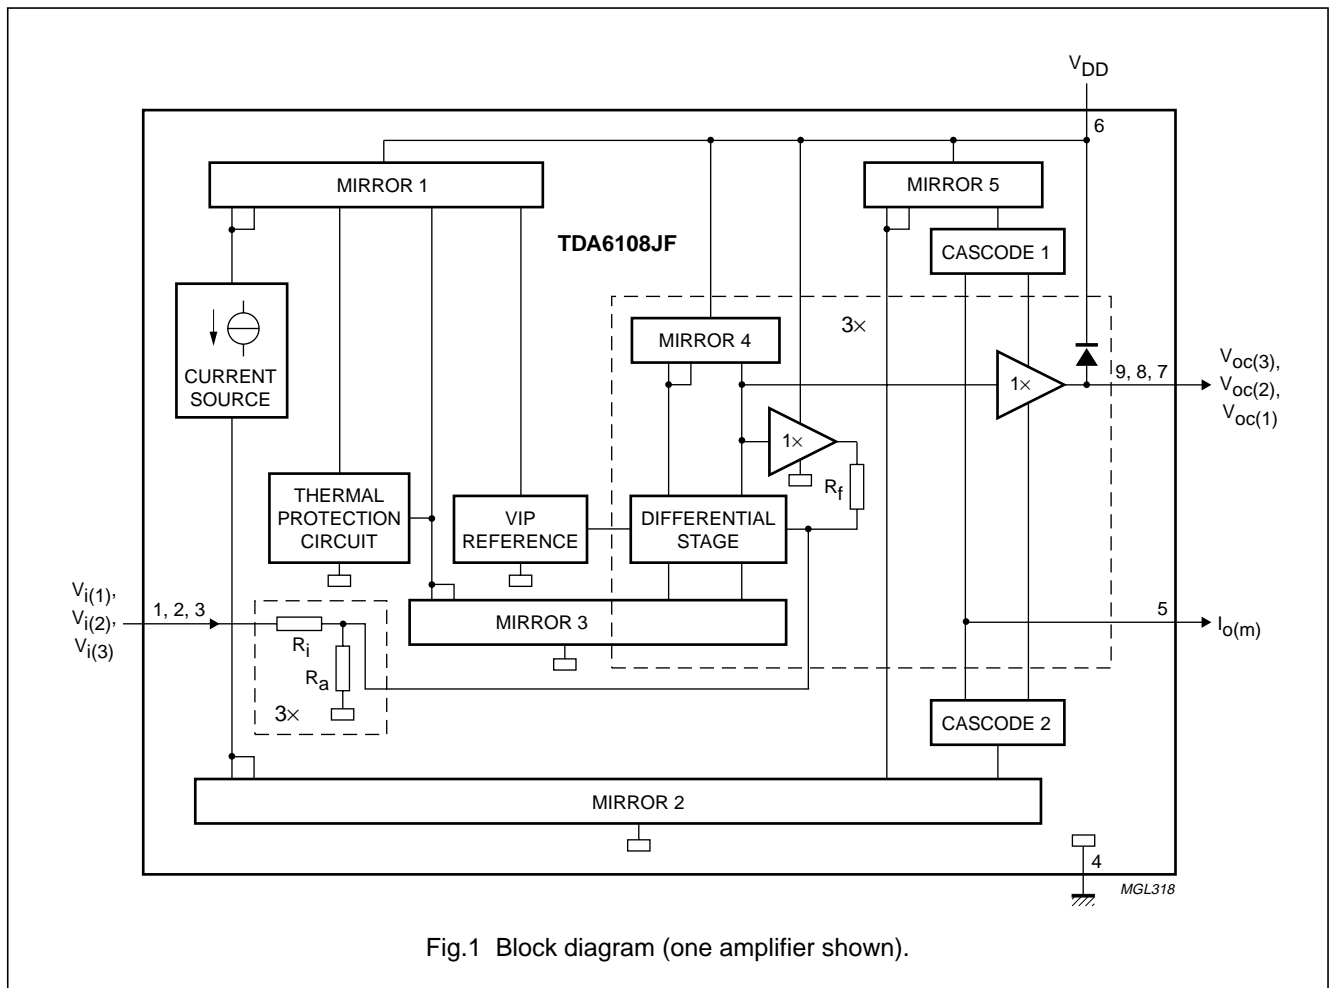 VDD
6
MIRROR 1
MIRROR 5
TDA6108JF
CASCODE 1
3×
MIRROR 4
CURRENT
SOURCE
1×
9, 8, 7
Voc(3),
Voc(2),
Voc(1)
1×
Rf
THERMAL
PROTECTION
CIRCUIT
VIP
REFERENCE
DIFFERENTIAL
STAGE
Vi(1),
Vi(2),
Vi(3)
1, 2, 3
Ri
Ra
3×
MIRROR 3
5
Io(m)
CASCODE 2
MIRROR 2
4
MGL318
Fig.1 Block diagram (one amplifier shown).